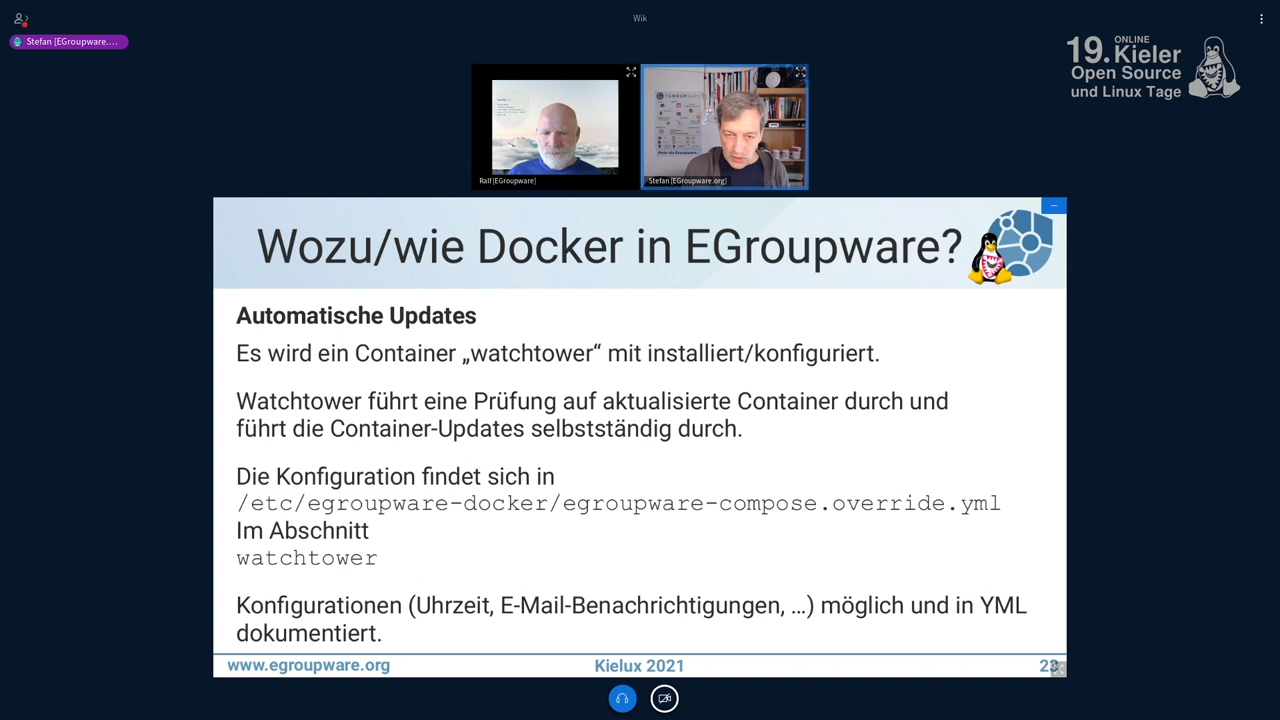 Wik
Stefan [EGroupware....
19. ONLINE Kieler
Open Source
und Linux Tage
EGROUPWARE
Ralf [EGroupware]
Stefan [EGroupware.org]
Wozu/wie Docker in EGroupware?
Automatische Updates
Es wird ein Container „watchtower“ mit installiert/konfiguriert.
Watchtower führt eine Prüfung auf aktualisierte Container durch und
führt die Container-Updates selbstständig durch.
Die Konfiguration findet sich in
/etc/egroupware-docker/egroupware-compose.override.yml
Im Abschnitt
watchtower
Konfigurationen (Uhrzeit, E-Mail-Benachrichtigungen, …) möglich und in YML
dokumentiert.
www.egroupware.org
Kielux 2021
23